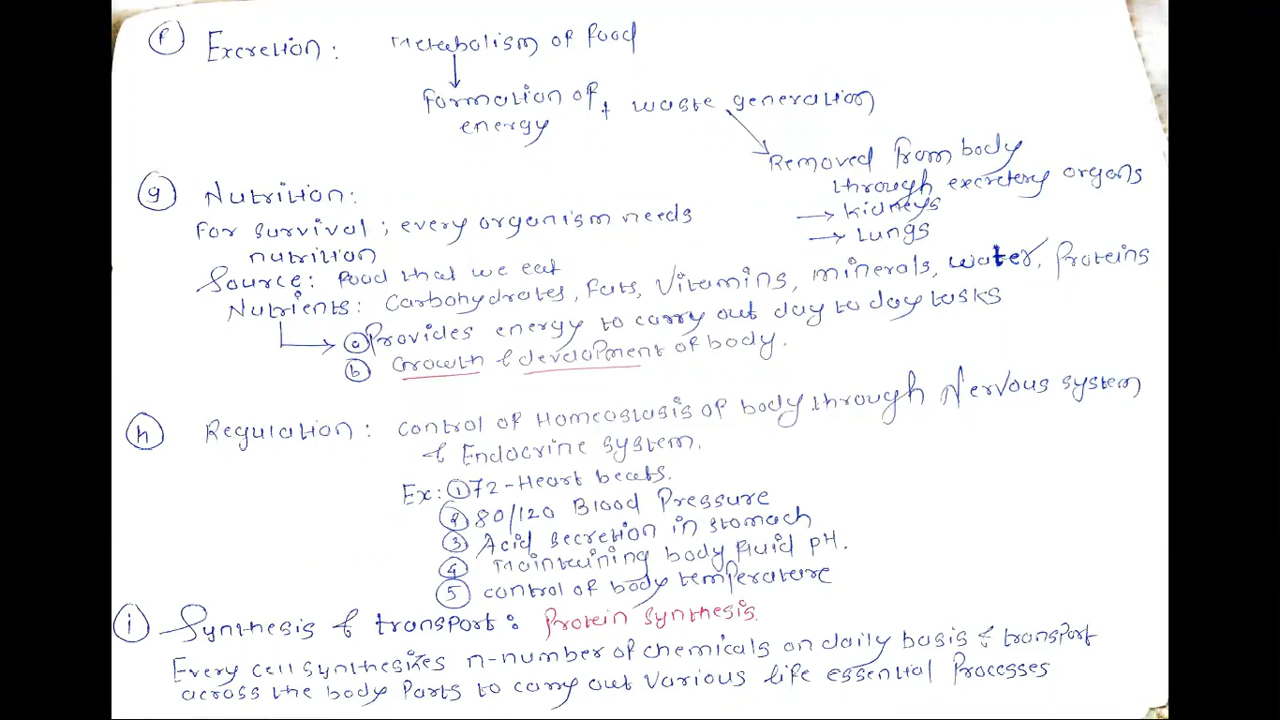 f Excretion: Metabolism of food
Formation of + waste generation
energy
Removed from body
through excretory organs
→ Kidneys
→ Lungs
g Nutrition:
For survival; every organism needs
nutrition
Source: Food that we eat
Nutrients: Carbohydrates, Fats, Vitamins, minerals, water, Proteins
a Provides energy to carry out day to day tasks
b Growth & development of body.
h Regulation: control of Homeostasis of body through Nervous system
& Endocrine system.
Ex: 1 72-Heart beats.
2 80/120 Blood Pressure
3 Acid secretion in stomach
4 Maintaining body fluid pH.
5 control of body temperature
i Synthesis & transport: Protein synthesis.
Every cell synthesizes n-number of chemicals on daily basis & transport
across the body parts to carry out various life essential Processes